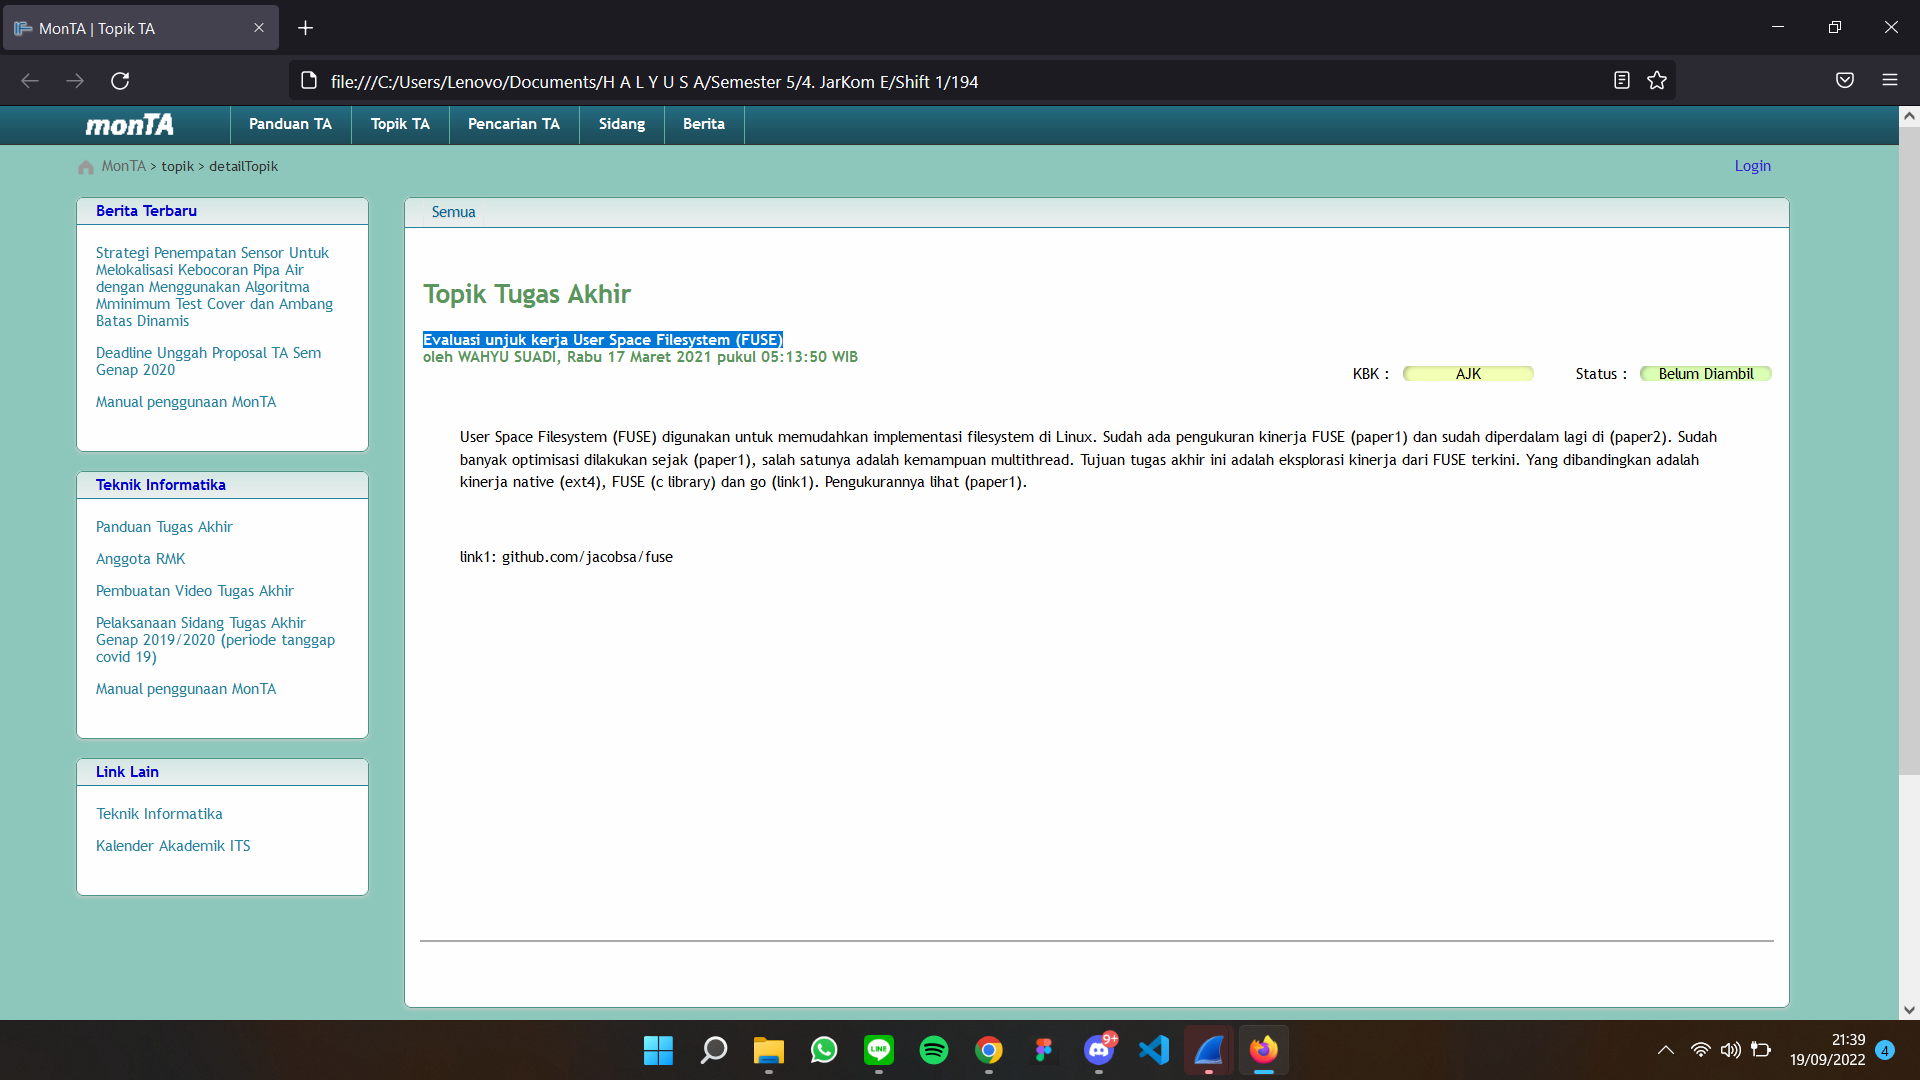 MonTA | Topik TA
file:///C:/Users/Lenovo/Documents/H A L Y U S A/Semester 5/4. JarKom E/Shift 1/194
monTA
Panduan TA
Topik TA
Pencarian TA
Sidang
Berita
MonTA > topik > detailTopik
Login
Berita Terbaru
Strategi Penempatan Sensor Untuk
Melokalisasi Kebocoran Pipa Air
dengan Menggunakan Algoritma
Mminimum Test Cover dan Ambang
Batas Dinamis
Deadline Unggah Proposal TA Sem
Genap 2020
Manual penggunaan MonTA
Teknik Informatika
Panduan Tugas Akhir
Anggota RMK
Pembuatan Video Tugas Akhir
Pelaksanaan Sidang Tugas Akhir
Genap 2019/2020 (periode tanggap
covid 19)
Manual penggunaan MonTA
Link Lain
Teknik Informatika
Kalender Akademik ITS
Semua
Topik Tugas Akhir
Evaluasi unjuk kerja User Space Filesystem (FUSE)
oleh WAHYU SUADI, Rabu 17 Maret 2021 pukul 05:13:50 WIB
KBK : AJK Status : Belum Diambil
User Space Filesystem (FUSE) digunakan untuk memudahkan implementasi filesystem di Linux. Sudah ada pengukuran kinerja FUSE (paper1) dan sudah diperdalam lagi di (paper2). Sudah
banyak optimisasi dilakukan sejak (paper1), salah satunya adalah kemampuan multithread. Tujuan tugas akhir ini adalah eksplorasi kinerja dari FUSE terkini. Yang dibandingkan adalah
kinerja native (ext4), FUSE (c library) dan go (link1). Pengukurannya lihat (paper1).
link1: github.com/jacobsa/fuse
LINE
9+
21:39
19/09/2022
4